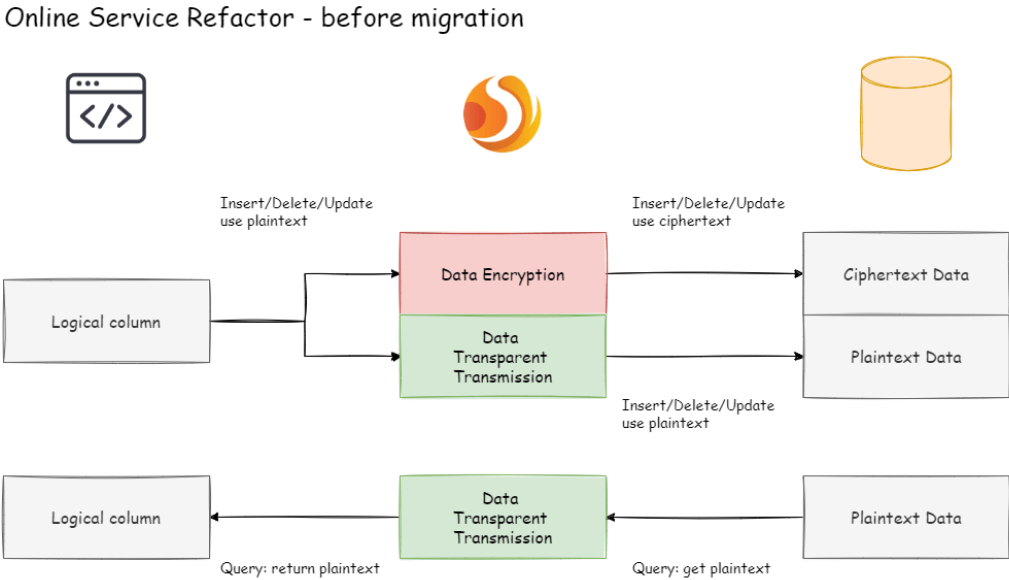 Online Service Refactor - before migration
</>
Insert/Delete/Update
use plaintext
Insert/Delete/Update
use ciphertext
Logical column
Data Encryption
Ciphertext Data
Data
Transparent
Transmission
Plaintext Data
Insert/Delete/Update
use plaintext
Logical column
Data
Transparent
Transmission
Plaintext Data
Query: return plaintext
Query: get plaintext